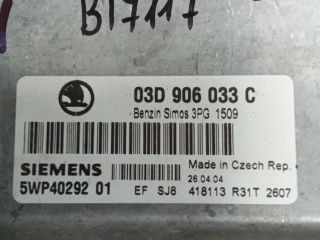 B17117
03D 906 033 C
Benzin Simos 3PG 1509
SIEMENS
Made in Czech Rep.
26.04.04
5WP40292 01
EF SJ8 418113 R31T 2607